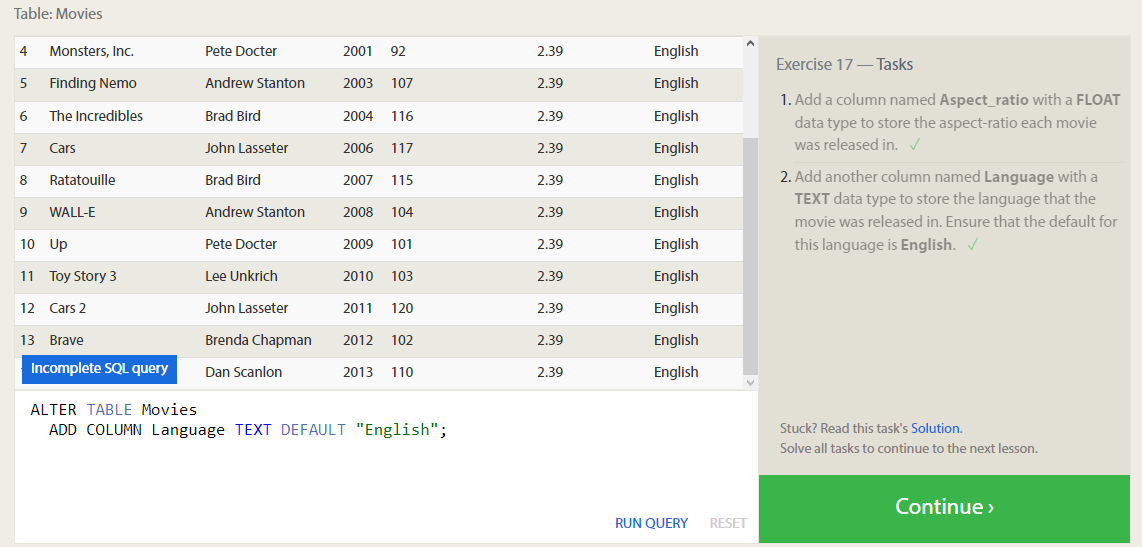 Table: Movies
4 Monsters, Inc. Pete Docter 2001 92 2.39 English
5 Finding Nemo Andrew Stanton 2003 107 2.39 English
6 The Incredibles Brad Bird 2004 116 2.39 English
7 Cars John Lasseter 2006 117 2.39 English
8 Ratatouille Brad Bird 2007 115 2.39 English
9 WALL-E Andrew Stanton 2008 104 2.39 English
10 Up Pete Docter 2009 101 2.39 English
11 Toy Story 3 Lee Unkrich 2010 103 2.39 English
12 Cars 2 John Lasseter 2011 120 2.39 English
13 Brave Brenda Chapman 2012 102 2.39 English
Incomplete SQL query Dan Scanlon 2013 110 2.39 English
ALTER TABLE Movies
ADD COLUMN Language TEXT DEFAULT "English";
RUN QUERY RESET
Exercise 17 — Tasks
1. Add a column named Aspect_ratio with a FLOAT
data type to store the aspect-ratio each movie
was released in. ✓
2. Add another column named Language with a
TEXT data type to store the language that the
movie was released in. Ensure that the default for
this language is English. ✓
Stuck? Read this task's Solution.
Solve all tasks to continue to the next lesson.
Continue ›